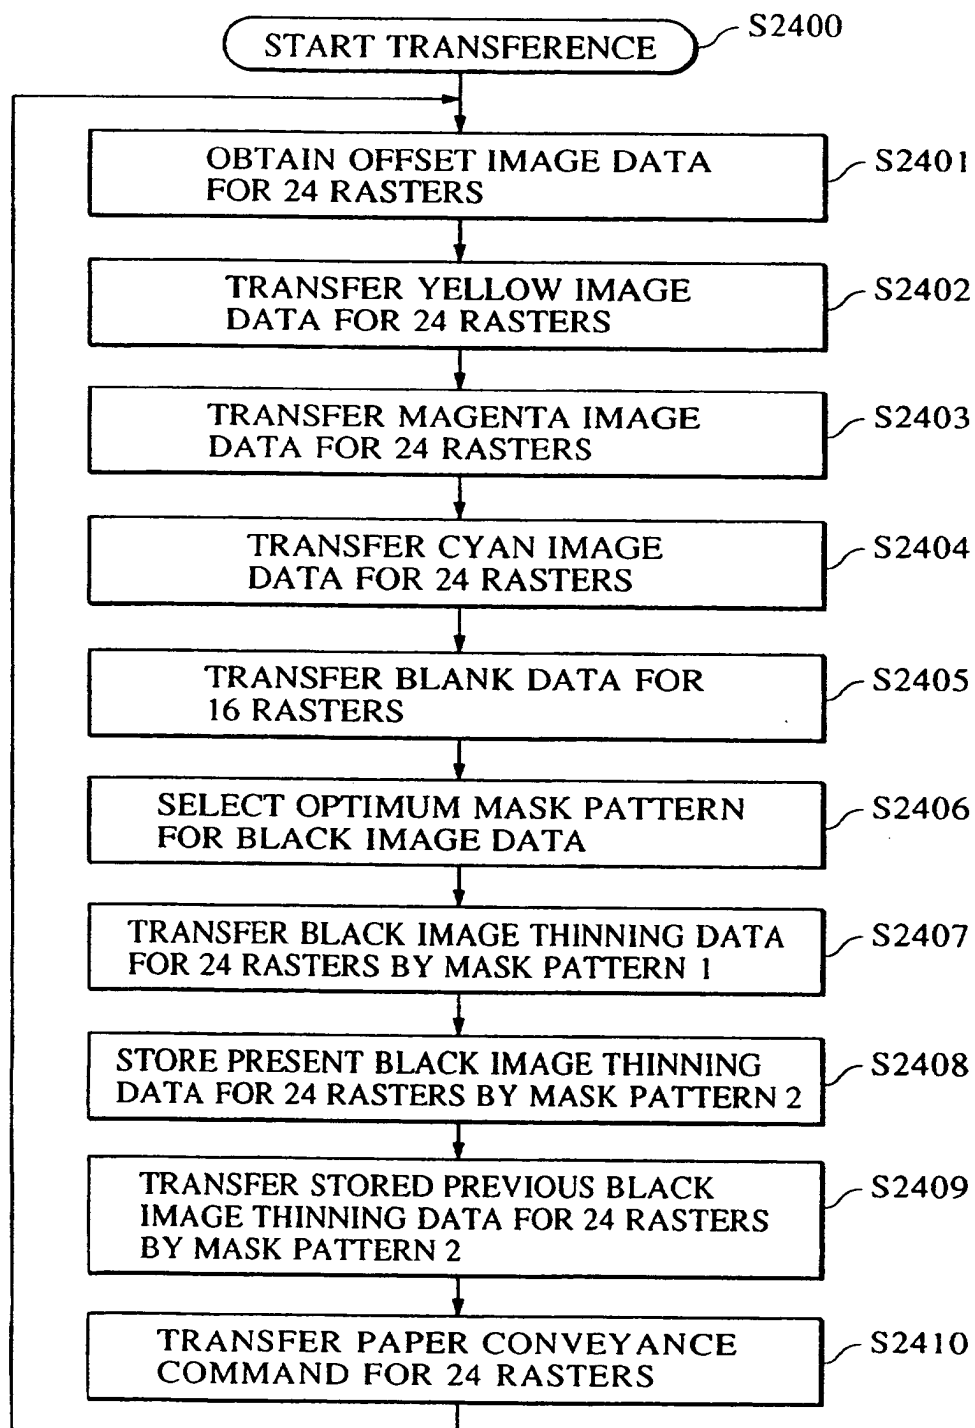 START TRANSFERENCE
S2400
OBTAIN OFFSET IMAGE DATA
FOR 24 RASTERS
S2401
TRANSFER YELLOW IMAGE
DATA FOR 24 RASTERS
S2402
TRANSFER MAGENTA IMAGE
DATA FOR 24 RASTERS
S2403
TRANSFER CYAN IMAGE
DATA FOR 24 RASTERS
S2404
TRANSFER BLANK DATA FOR
16 RASTERS
S2405
SELECT OPTIMUM MASK PATTERN
FOR BLACK IMAGE DATA
S2406
TRANSFER BLACK IMAGE THINNING DATA
FOR 24 RASTERS BY MASK PATTERN 1
S2407
STORE PRESENT BLACK IMAGE THINNING
DATA FOR 24 RASTERS BY MASK PATTERN 2
S2408
TRANSFER STORED PREVIOUS BLACK
IMAGE THINNING DATA FOR 24 RASTERS
BY MASK PATTERN 2
S2409
TRANSFER PAPER CONVEYANCE
COMMAND FOR 24 RASTERS
S2410